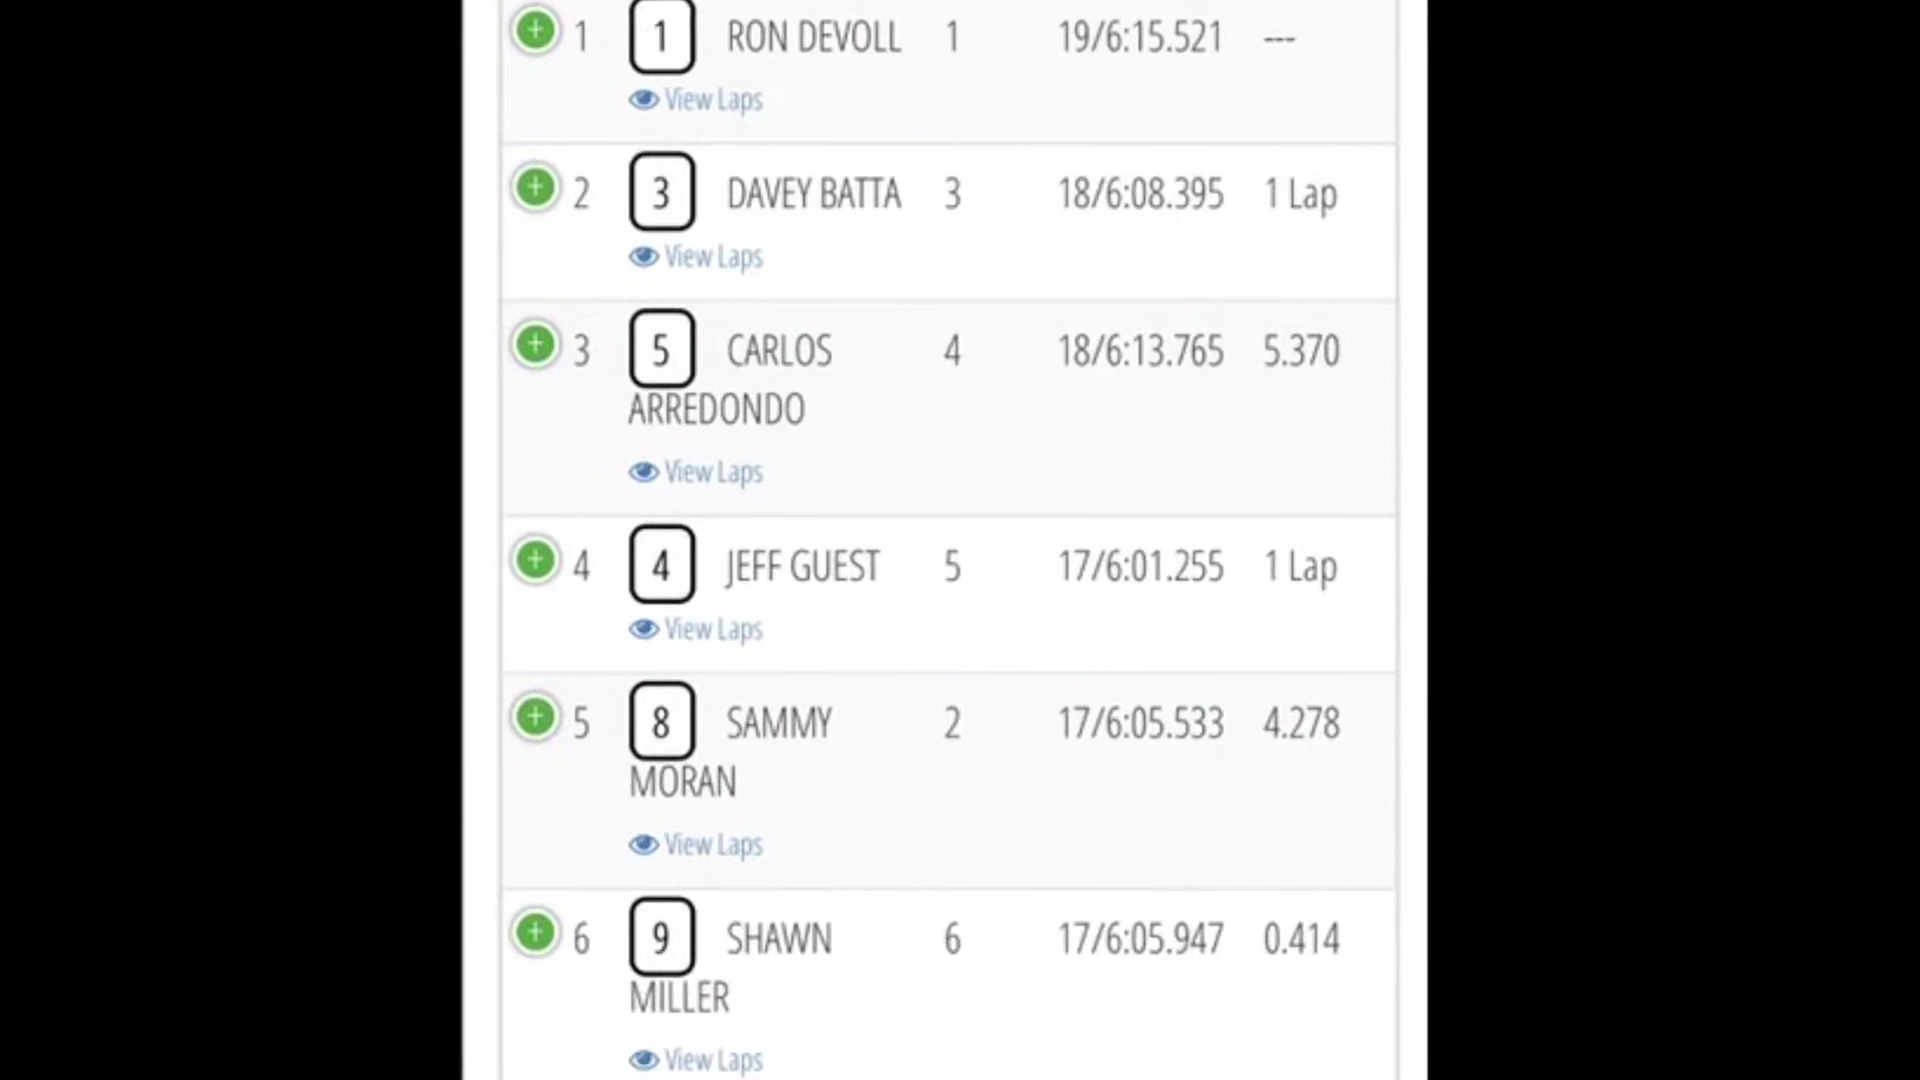 1 1 RON DEVOLL 1 19/6:15.521 ---
View Laps
2 3 DAVEY BATTA 3 18/6:08.395 1 Lap
View Laps
3 5 CARLOS 4 18/6:13.765 5.370
ARREDONDO
View Laps
4 4 JEFF GUEST 5 17/6:01.255 1 Lap
View Laps
5 8 SAMMY 2 17/6:05.533 4.278
MORAN
View Laps
6 9 SHAWN 6 17/6:05.947 0.414
MILLER
View Laps